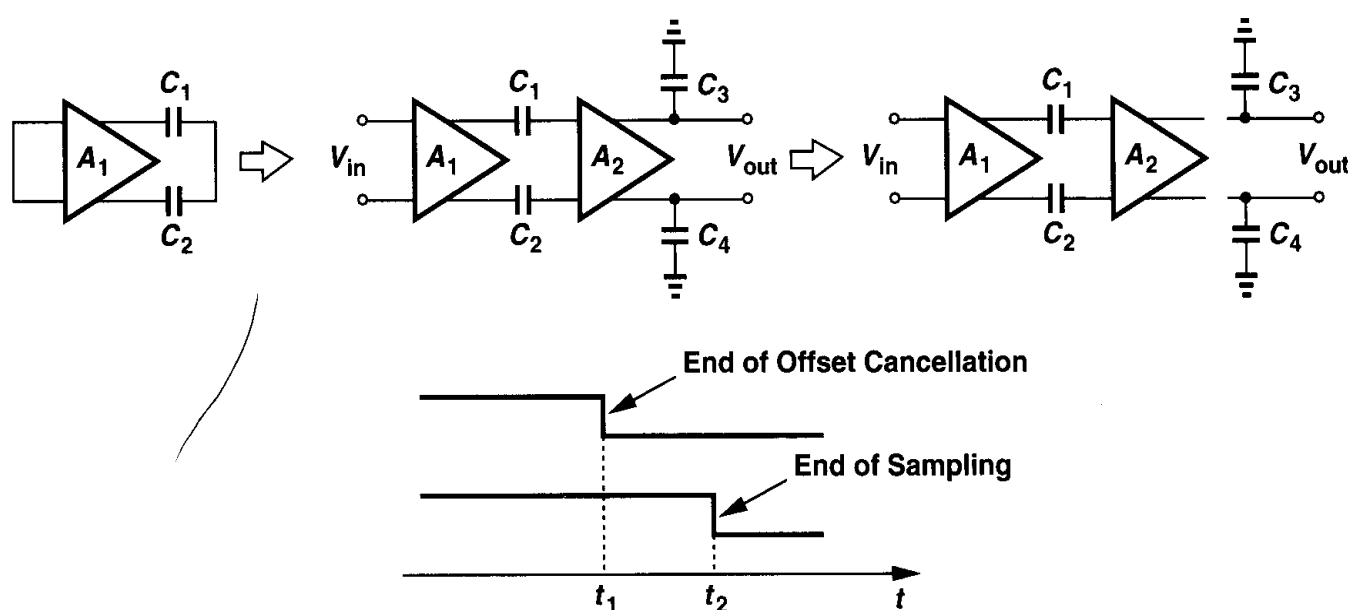 C1
A1
C2
Vin
A1
C1
C2
A2
C3
Vout
C4
Vin
A1
C1
C2
A2
C3
Vout
C4
End of Offset Cancellation
End of Sampling
t1
t2
t